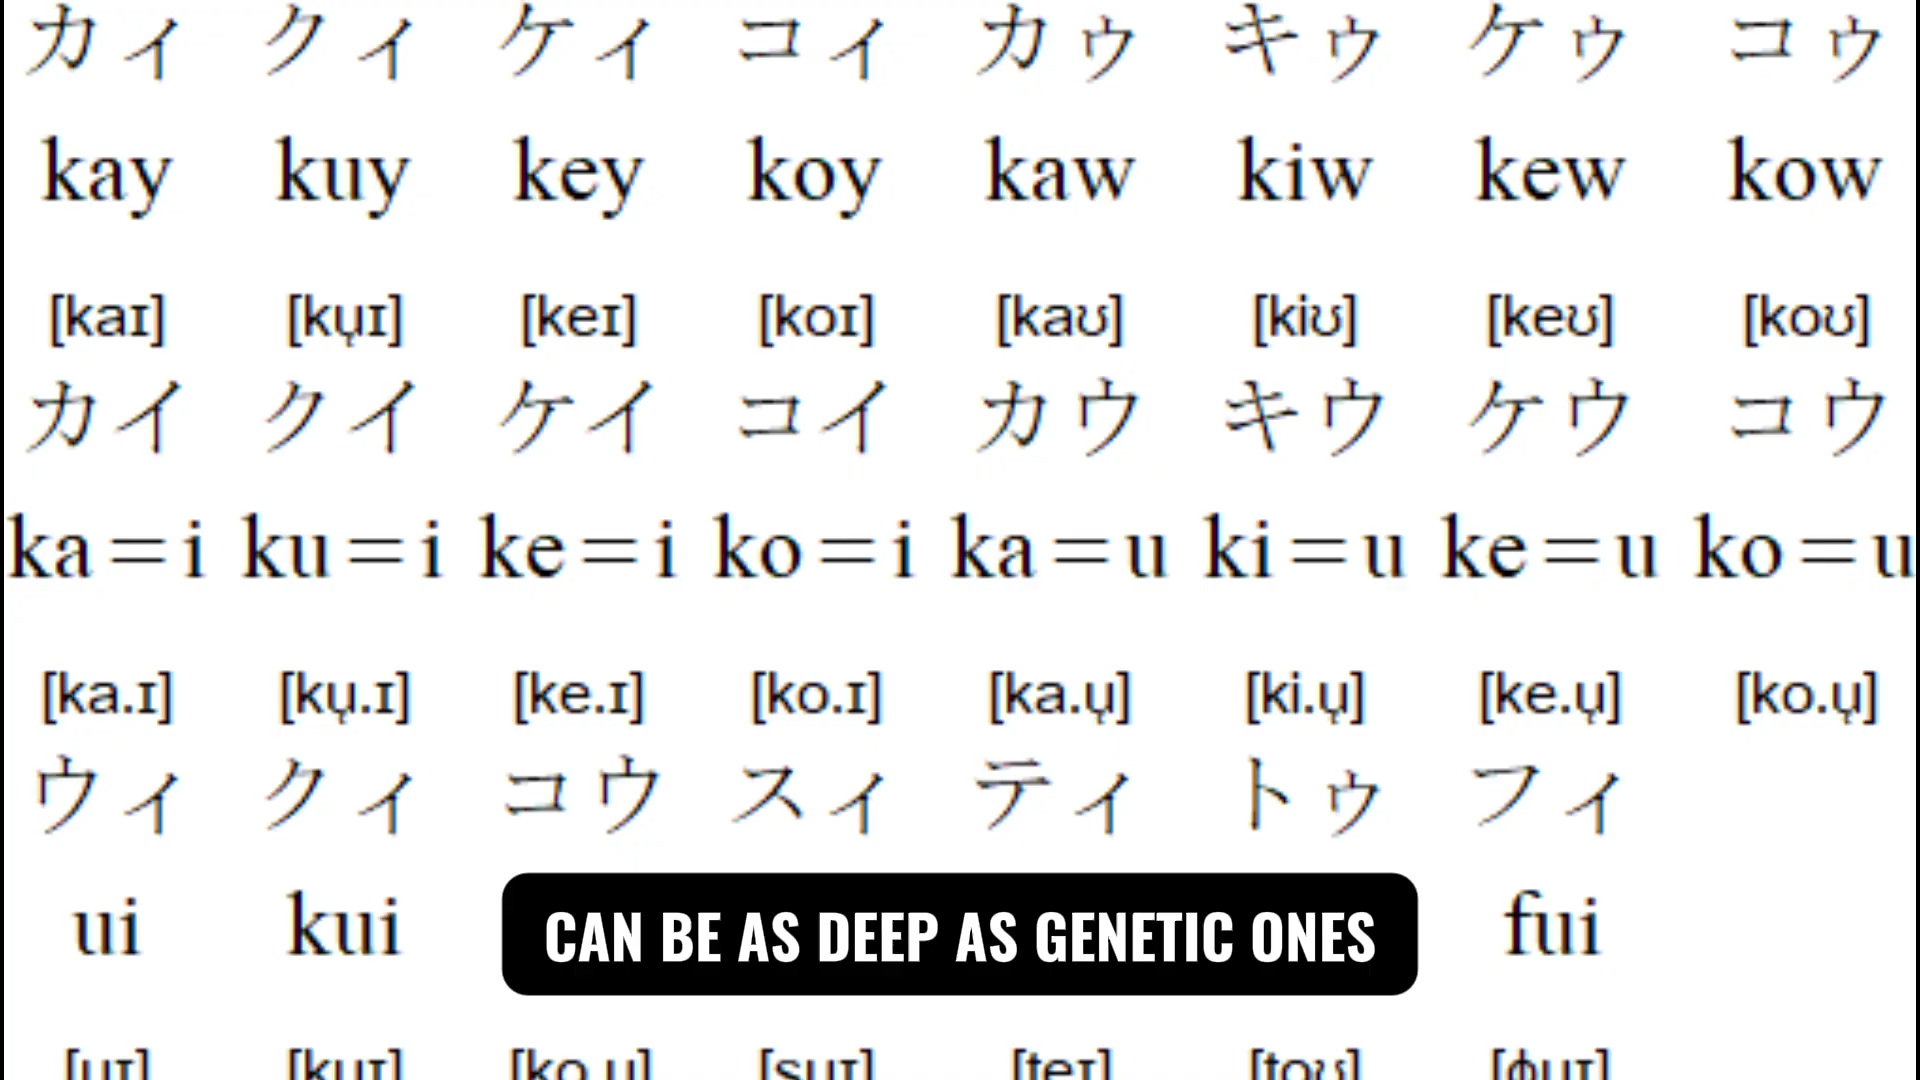 カィ クィ ケィ コィ カゥ キゥ ケゥ コゥ
kay kuy key koy kaw kiw kew kow
[kaɪ] [kų̣ɪ] [keɪ] [koɪ] [kaʊ] [kiʊ] [keʊ] [koʊ]
カイ クイ ケイ コイ カウ キウ ケウ コウ
ka=i ku=i ke=i ko=i ka=u ki=u ke=u ko=u
[ka.ɪ] [kų.ɪ] [ke.ɪ] [ko.ɪ] [ka.ų] [ki.ų] [ke.ų] [ko.ų]
ウィ クィ コウ スィ ティ トゥ フィ
ui kui fui
CAN BE AS DEEP AS GENETIC ONES